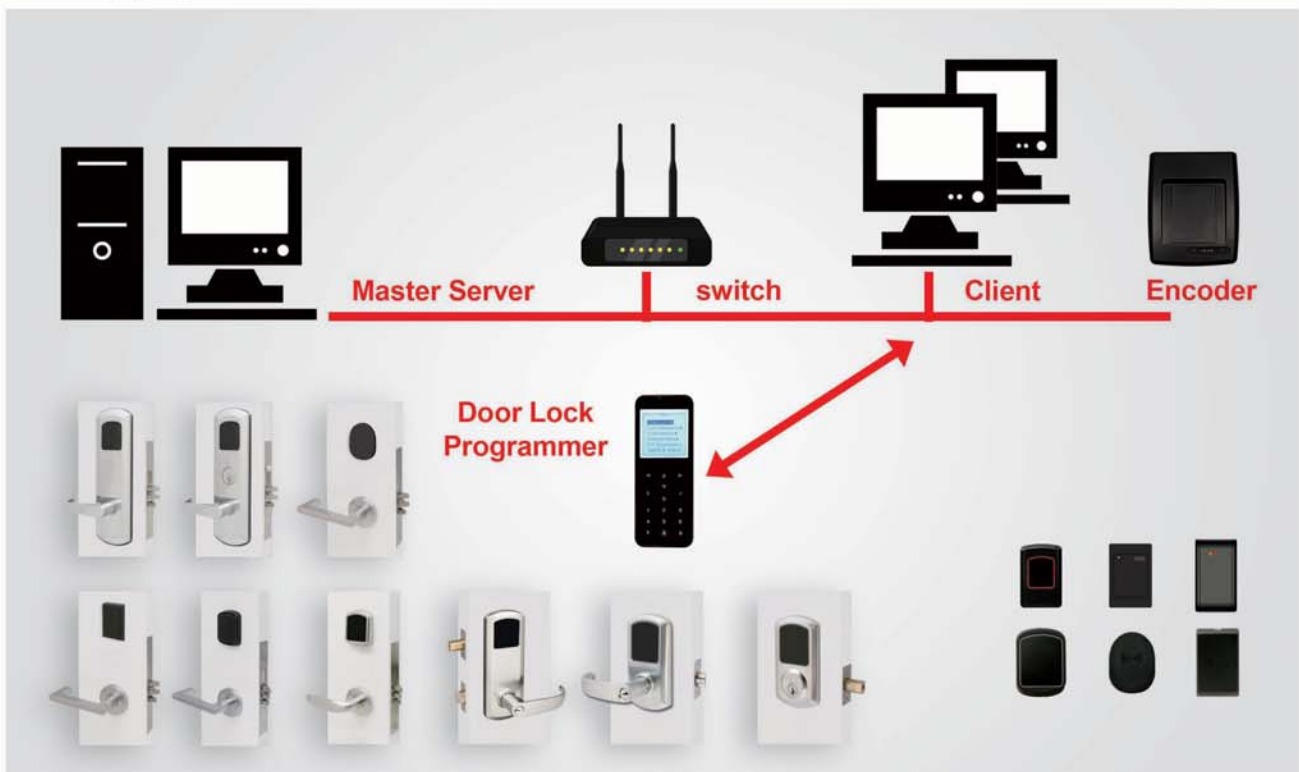 Master Server
switch
Client
Encoder
Door Lock
Programmer